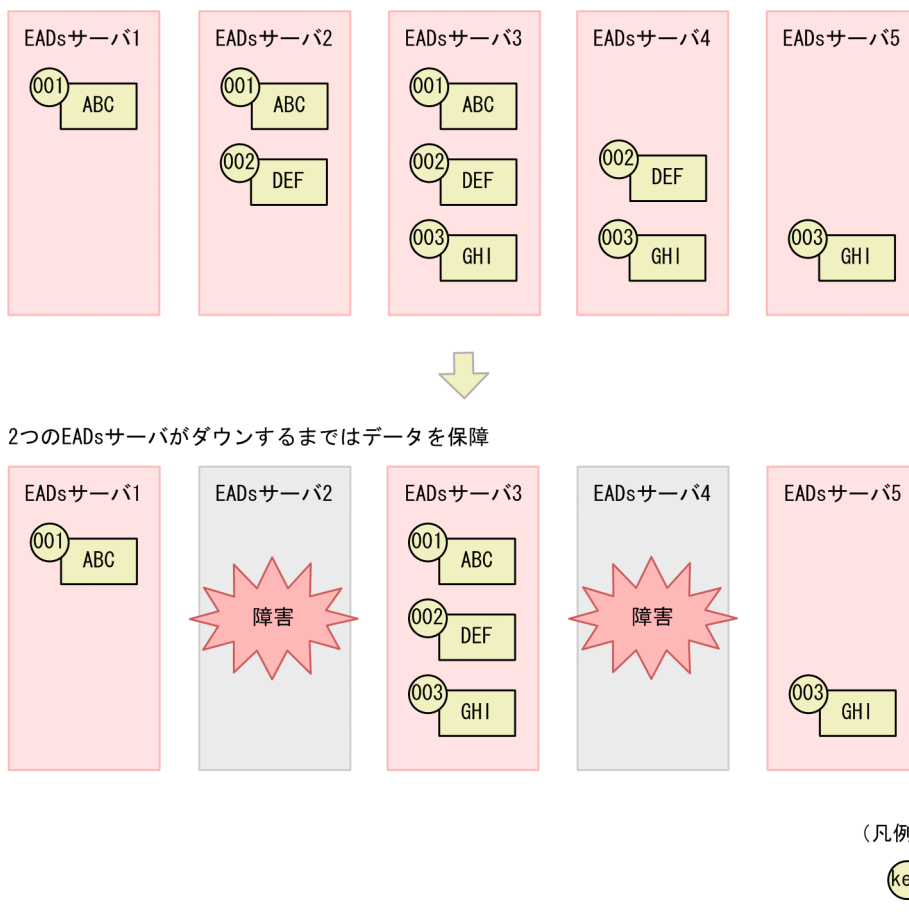 EADsサーバ1 EADsサーバ2 EADsサーバ3 EADsサーバ4 EADsサーバ5
001 ABC 001 ABC 001 ABC
002 DEF 002 DEF 002 DEF
003 GHI 003 GHI 003 GHI
2つのEADsサーバがダウンするまではデータを保障
EADsサーバ1 EADsサーバ2 EADsサーバ3 EADsサーバ4 EADsサーバ5
001 ABC 001 ABC
障害 002 DEF 障害
003 GHI 003 GHI
(凡例